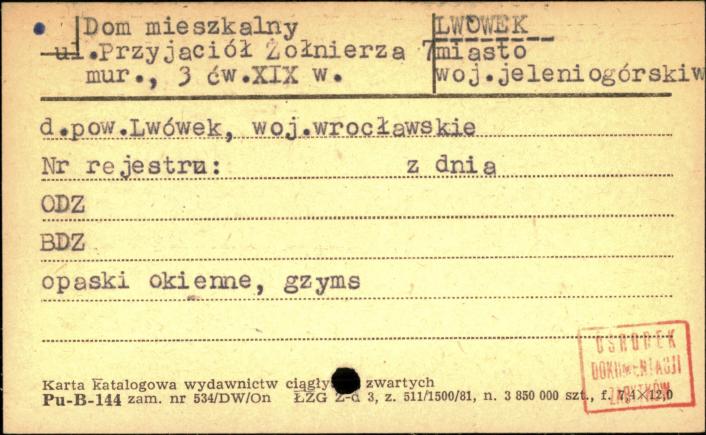 Dom mieszkalny LWÓWEK
ul.Przyjaciół Żołnierza 7 miasto
mur., 3 ćw.XIX w. woj.jeleniogórskiw
d.pow.Lwówek, woj.wrocławskie
Nr rejestru: z dnia
ODZ
BDZ
opaski okienne, gzyms
OŚRODEK
DOKUMENTACJI
ZABYTKÓW
Karta katalogowa wydawnictw ciągłych zwartych
Pu-B-144 zam. nr 534/DW/On ŁZG Z-d 3, z. 511/1500/81, n. 3 850 000 szt., f. 7,4×12,0